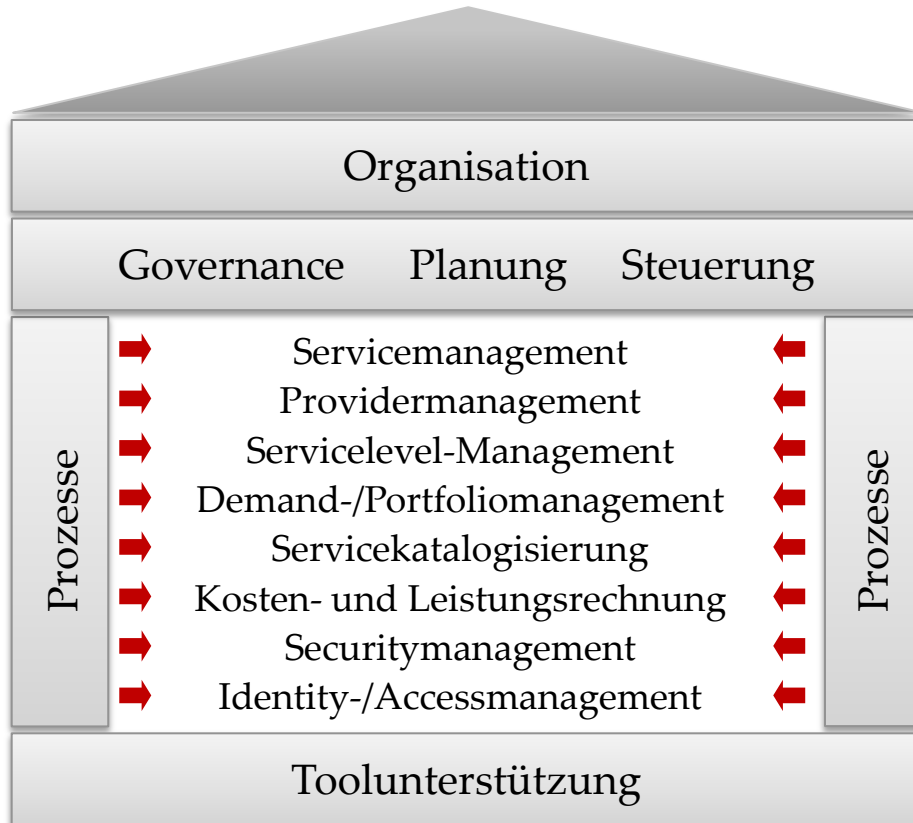 Organisation
Governance Planung Steuerung
Prozesse
Servicemanagement
Providermanagement
Servicelevel-Management
Demand-/Portfoliomanagement
Servicekatalogisierung
Kosten- und Leistungsrechnung
Securitymanagement
Identity-/Accessmanagement
Prozesse
Toolunterstützung